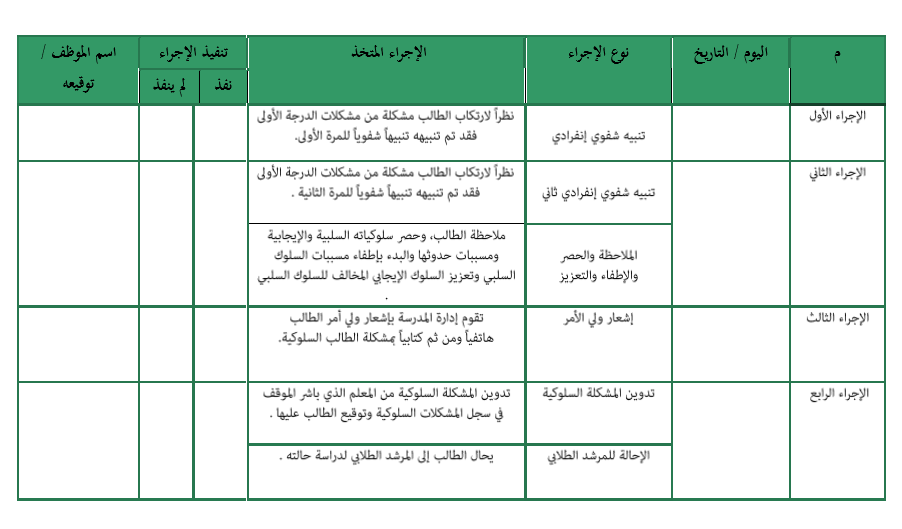 م
اليوم / التاريخ
نوع الإجراء
الإجراء المتخذ
تنفيذ الإجراء
نفذ
لم ينفذ
اسم الموظف /
توقيعه
الإجراء الأول
تنبيه شفوي إنفرادي
نظراً لارتكاب الطالب مشكلة من مشكلات الدرجة الأولى
فقد تم تنبيهه تنبيهاً شفوياً للمرة الأولى.
الإجراء الثاني
تنبيه شفوي إنفرادي ثاني
نظراً لارتكاب الطالب مشكلة من مشكلات الدرجة الأولى
فقد تم تنبيهه تنبيهاً شفوياً للمرة الثانية .
الملاحظة والحصر
والإطفاء والتعزيز
ملاحظة الطالب، وحصر سلوكياته السلبية والإيجابية
ومسببات حدوثها والبدء بإطفاء مسببات السلوك
السلبي وتعزيز السلوك الإيجابي المخالف للسلوك السلبي
.
الإجراء الثالث
إشعار ولي الأمر
تقوم إدارة المدرسة بإشعار ولي أمر الطالب
هاتفياً ومن ثم كتابياً بمشكلة الطالب السلوكية.
الإجراء الرابع
تدوين المشكلة السلوكية
تدوين المشكلة السلوكية من المعلم الذي باشر الموقف
في سجل المشكلات السلوكية وتوقيع الطالب عليها .
الإحالة للمرشد الطلابي
يحال الطالب إلى المرشد الطلابي لدراسة حالته .